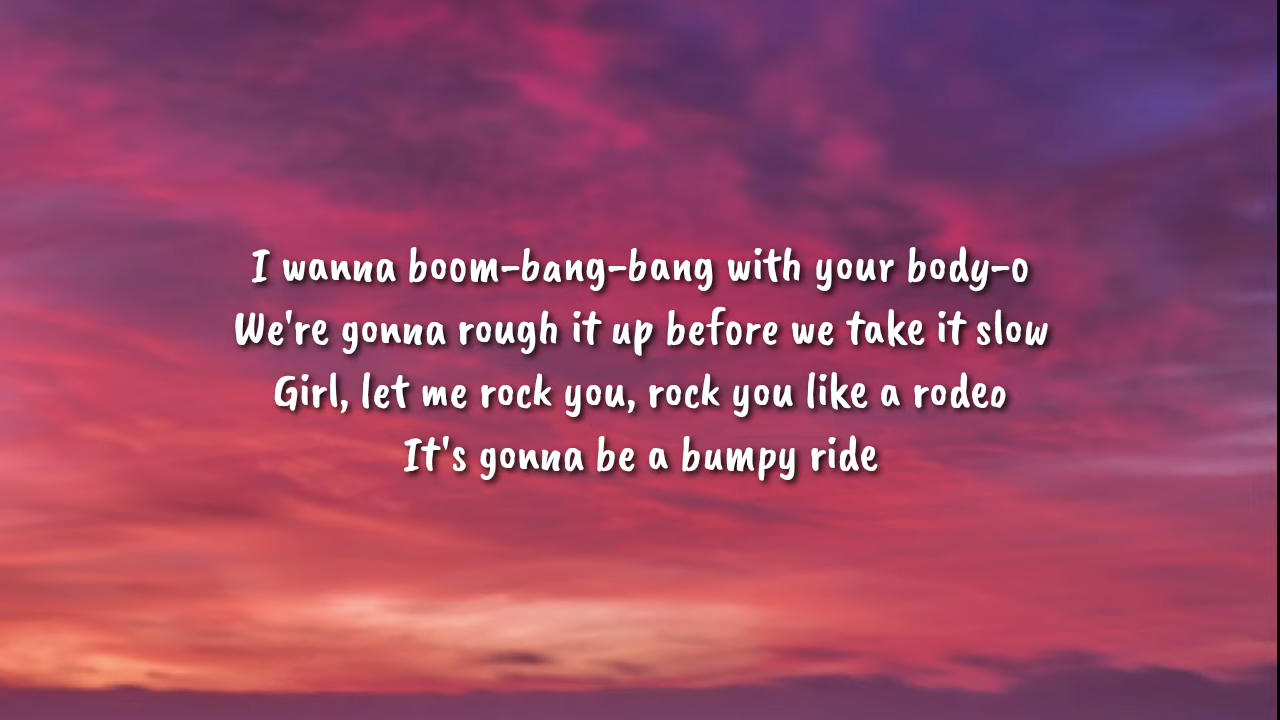 I wanna boom-bang-bang with your body-o
We're gonna rough it up before we take it slow
Girl, let me rock you, rock you like a rodeo
It's gonna be a bumpy ride